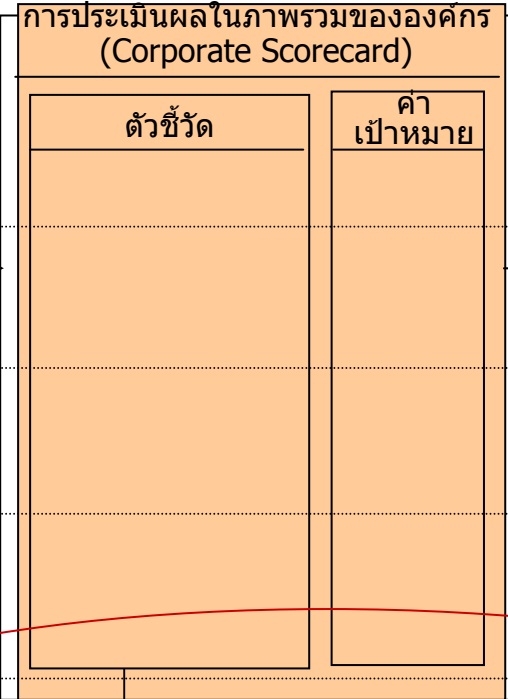 การประเมินผลในภาพรวมขององค์กร
(Corporate Scorecard)
ตัวชี้วัด
ค่า
เป้าหมาย